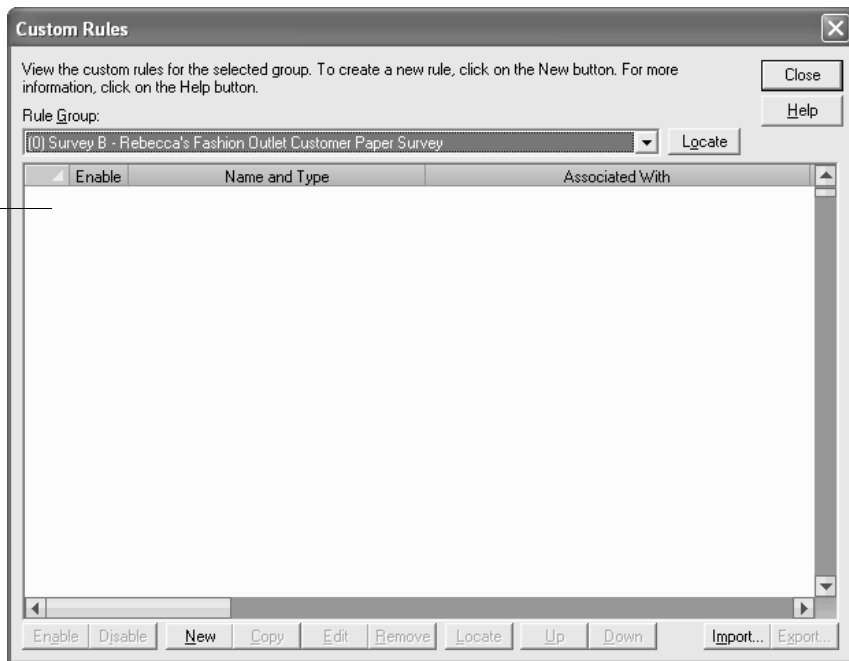 Custom Rules
View the custom rules for the selected group. To create a new rule, click on the New button. For more
information, click on the Help button.
Close
Help
Rule Group:
(0) Survey B - Rebecca's Fashion Outlet Customer Paper Survey
Locate
Enable Name and Type Associated With
Enable Disable New Copy Edit Remove Locate Up Down Import... Export...